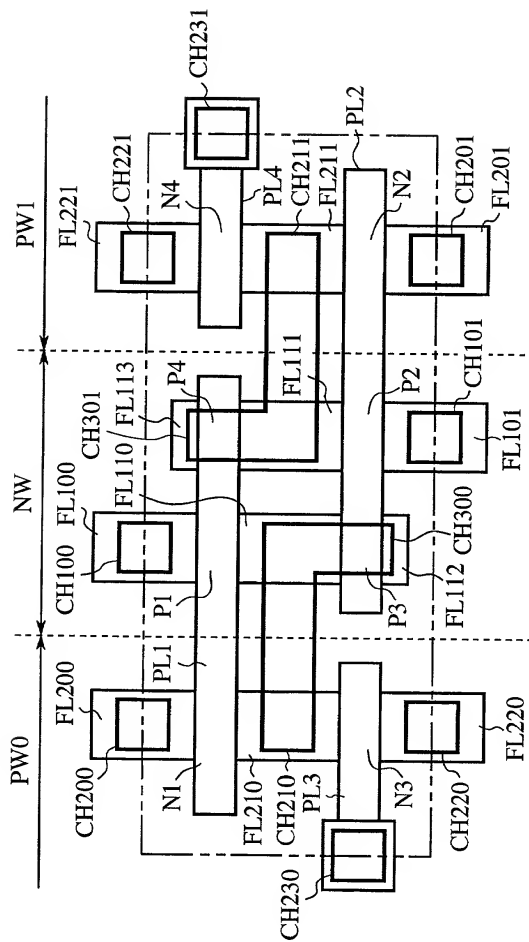 PW0
NW
PW1
FL200
CH200
N1
PL1
P1
CH100
FL100
FL110
CH301
FL113
P4
FL221
CH221
N4
CH231
PL4
CH211
FL211
FL111
FL210
CH210
PL3
CH230
N3
CH220
FL220
P3
FL112
CH300
P2
CH101
FL101
N2
PL2
CH201
FL201